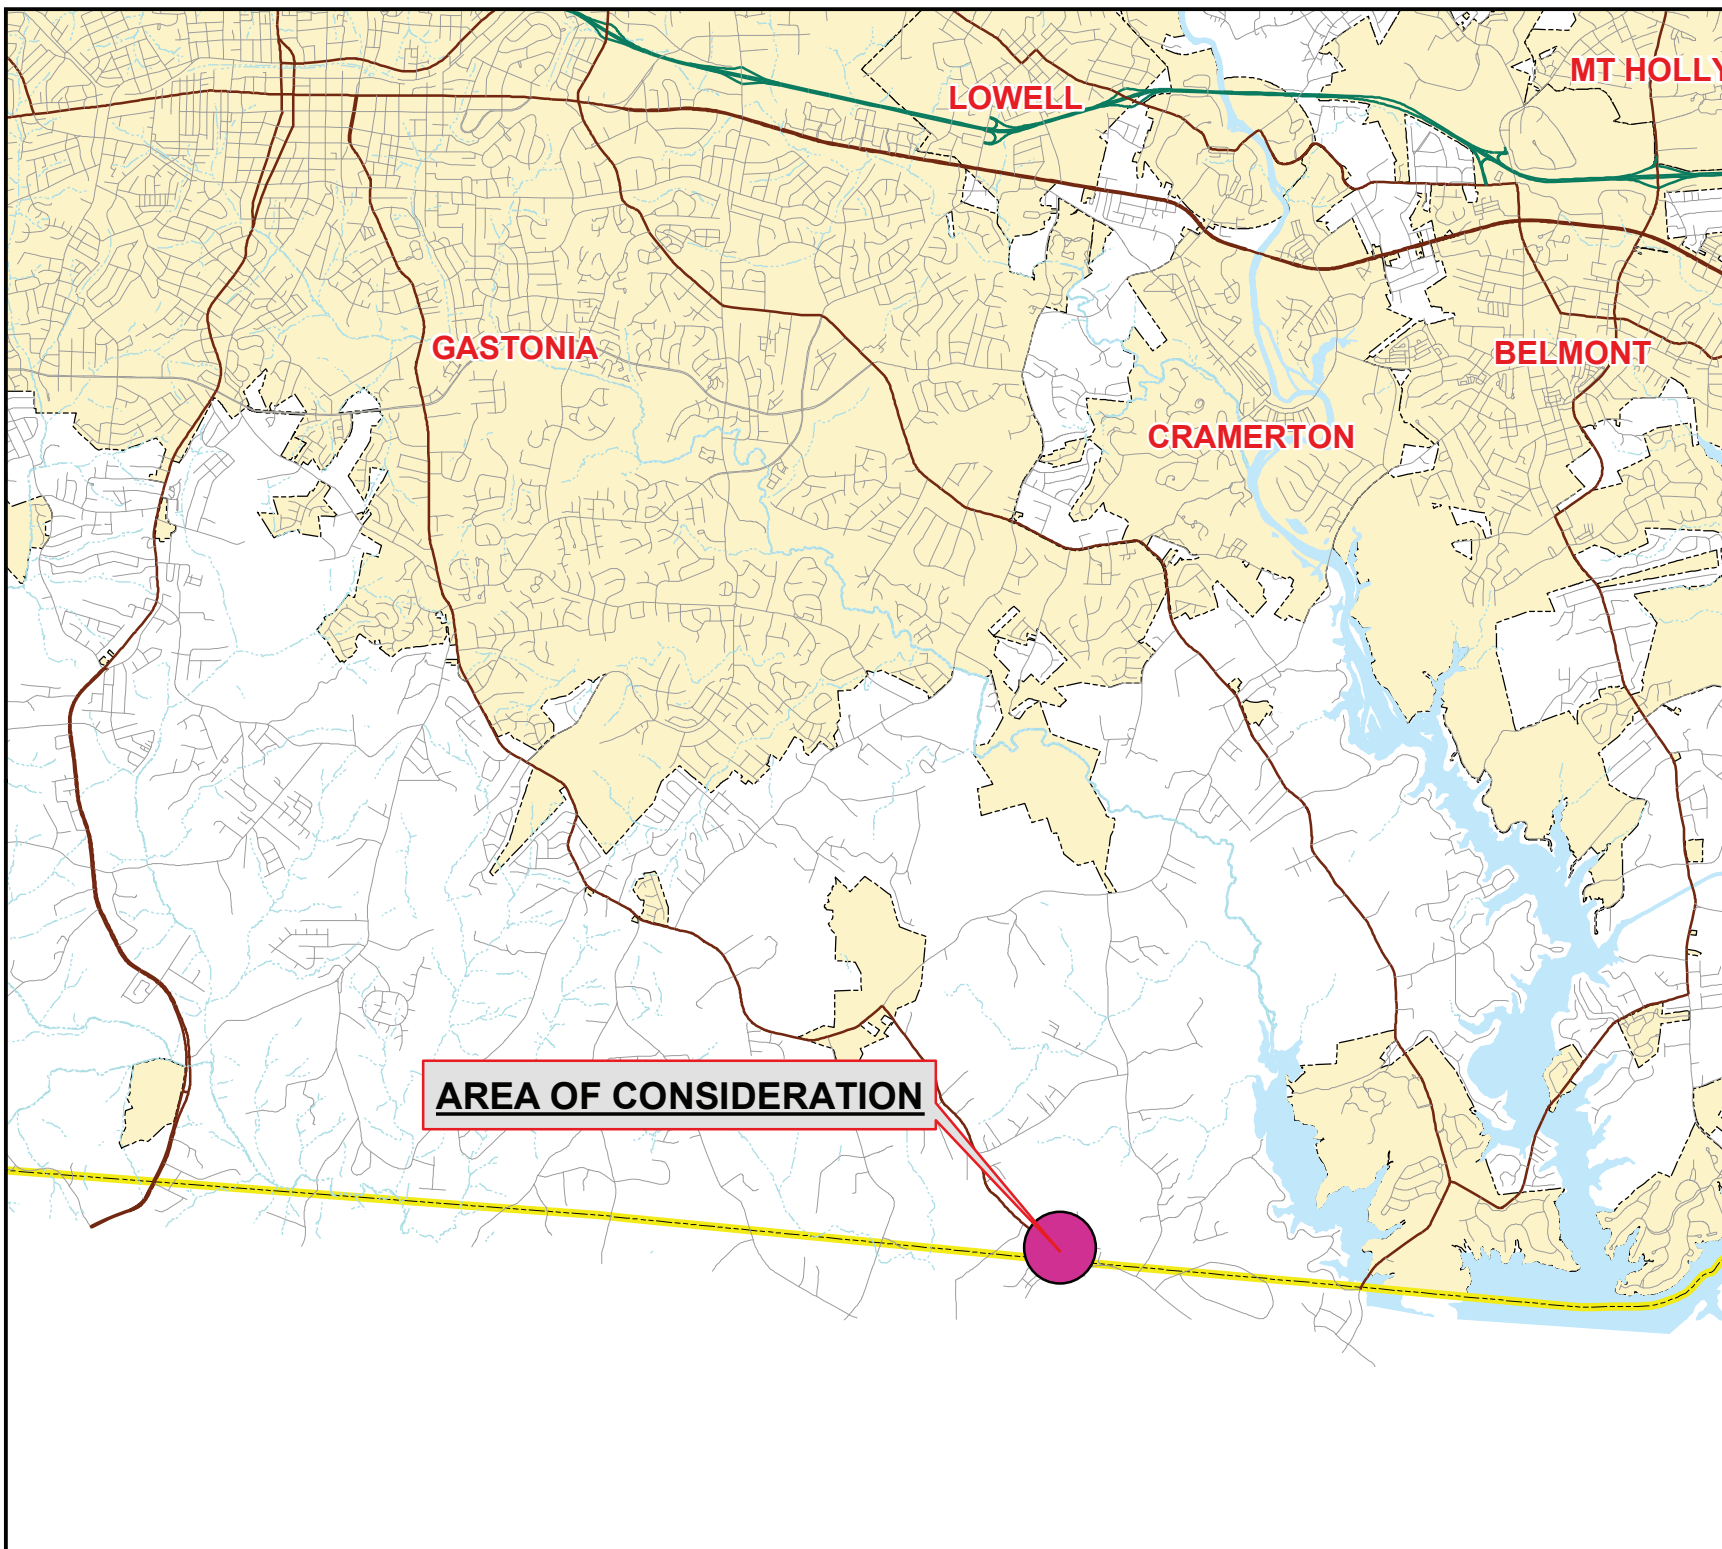 MT HOLLY
LOWELL
GASTONIA
BELMONT
CRAMERTON
AREA OF CONSIDERATION